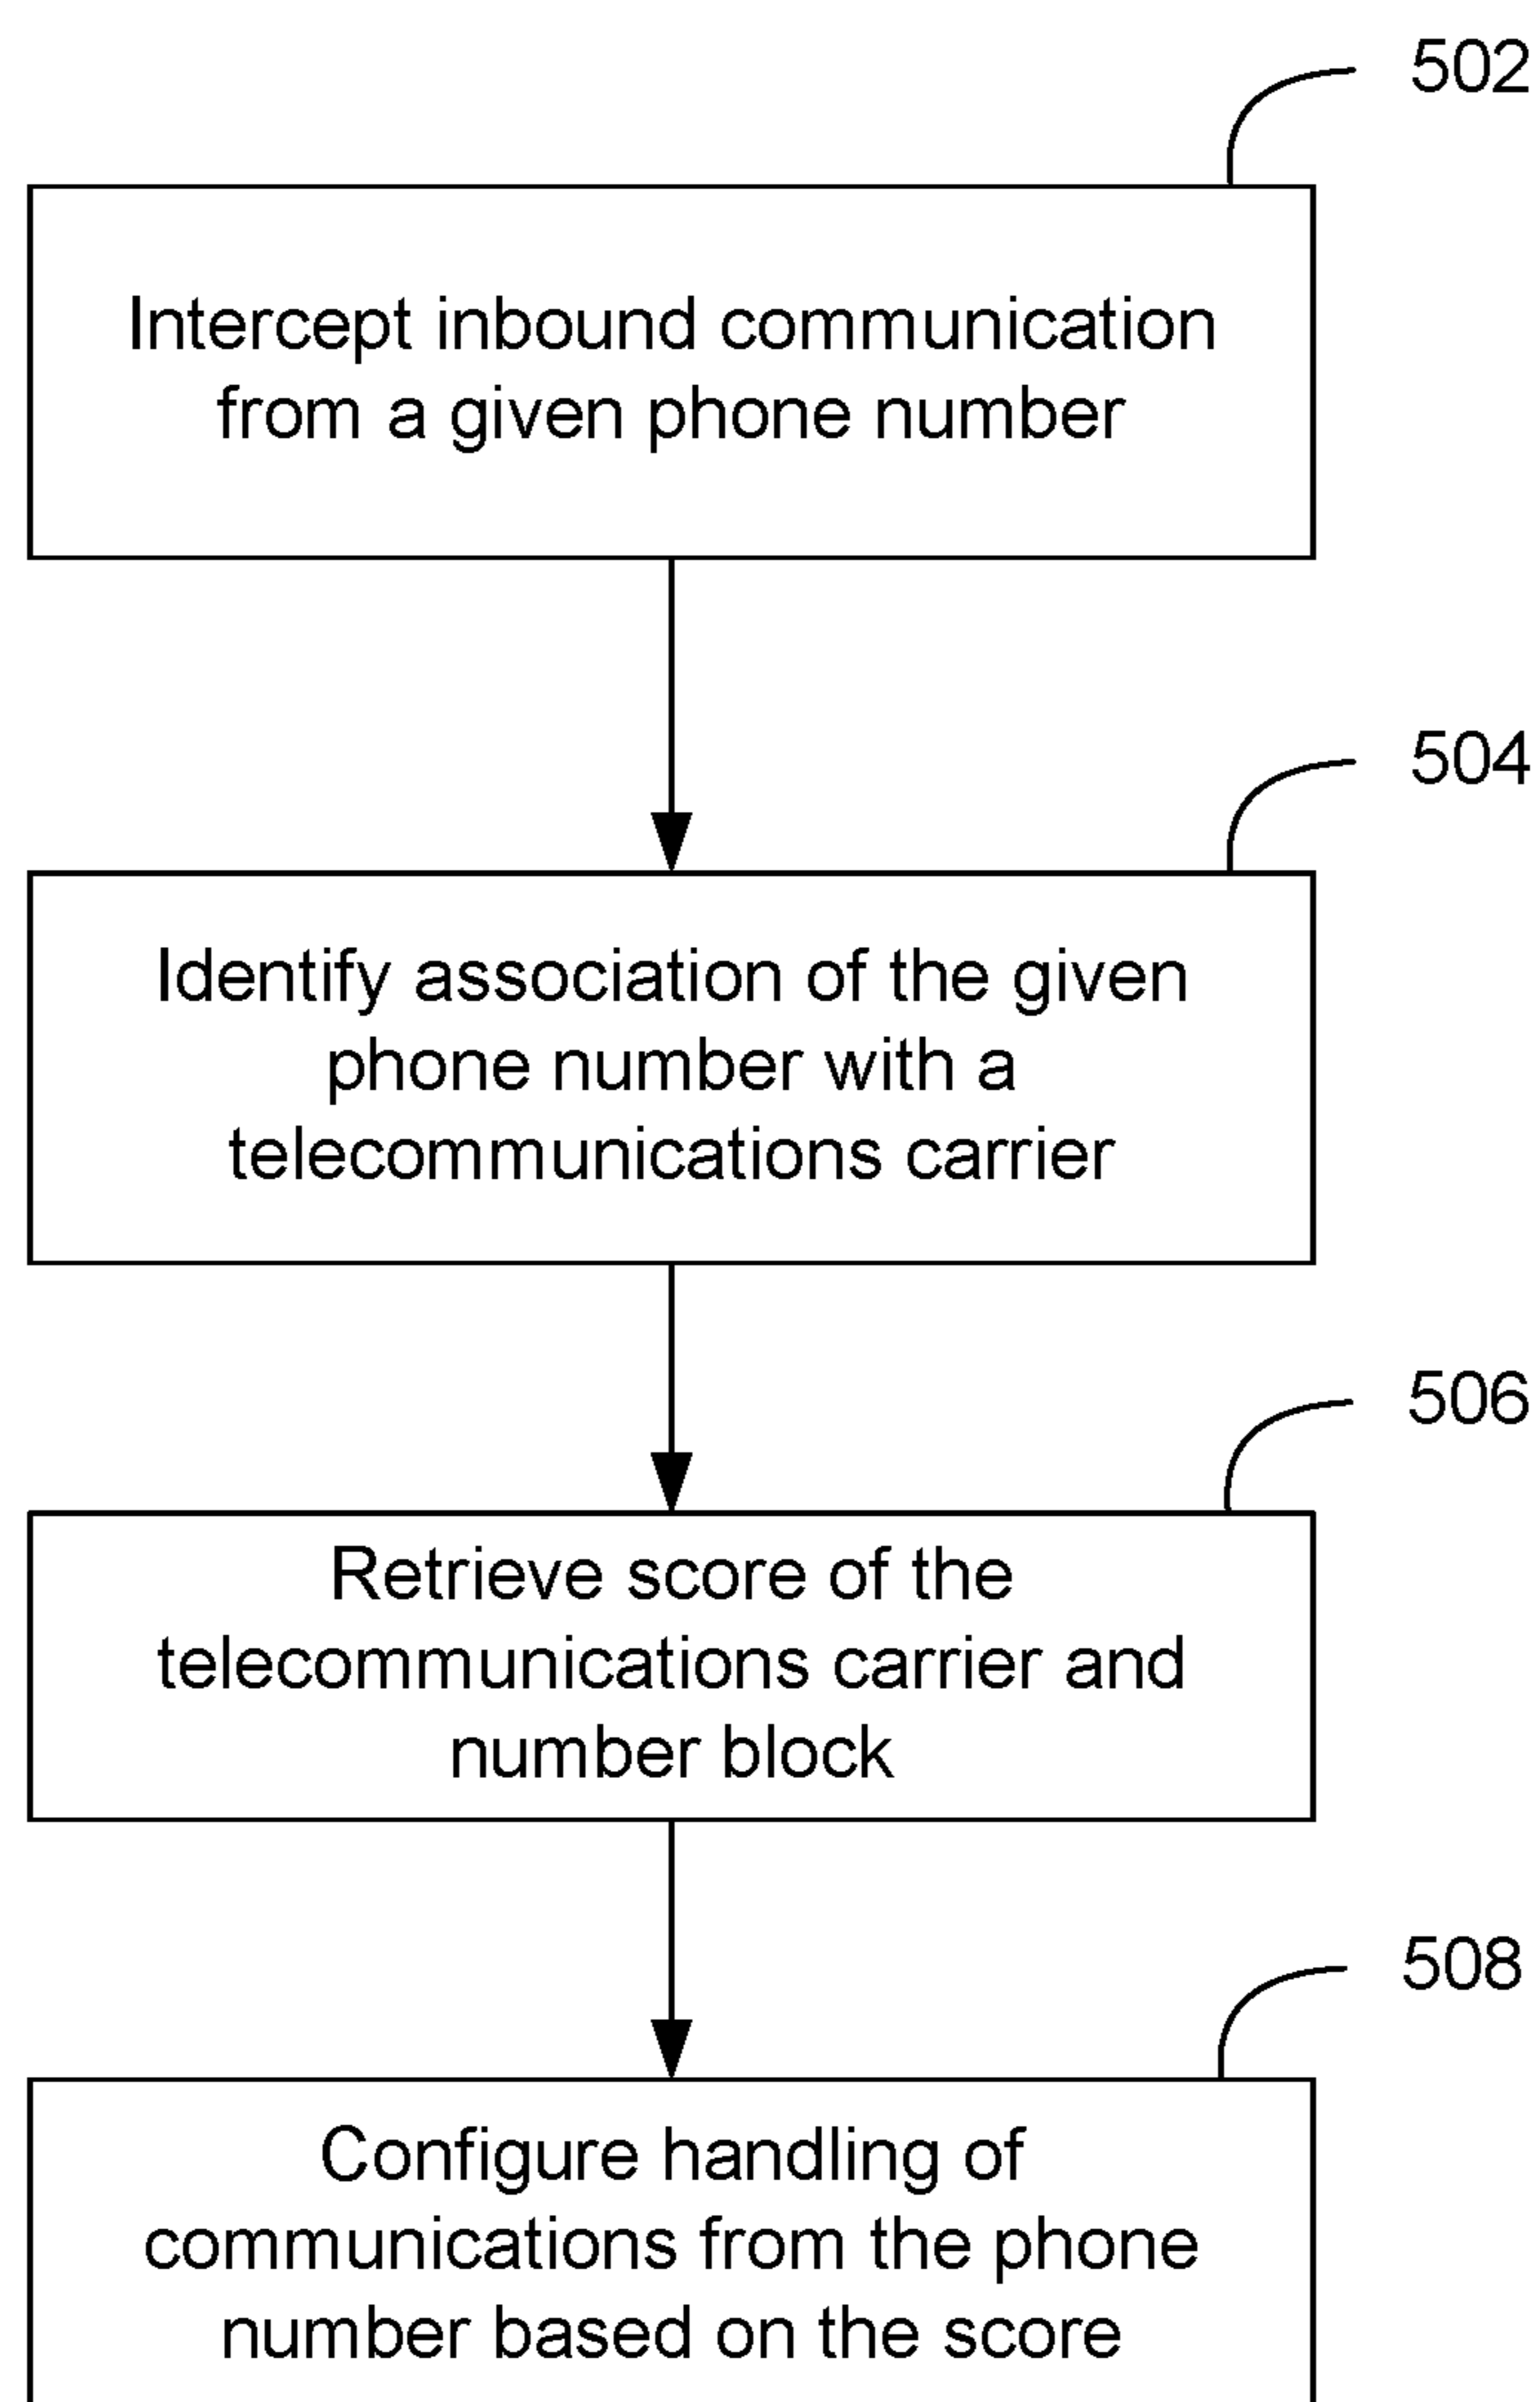 502
Intercept inbound communication
from a given phone number
504
Identify association of the given
phone number with a
telecommunications carrier
506
Retrieve score of the
telecommunications carrier and
number block
508
Configure handling of
communications from the phone
number based on the score